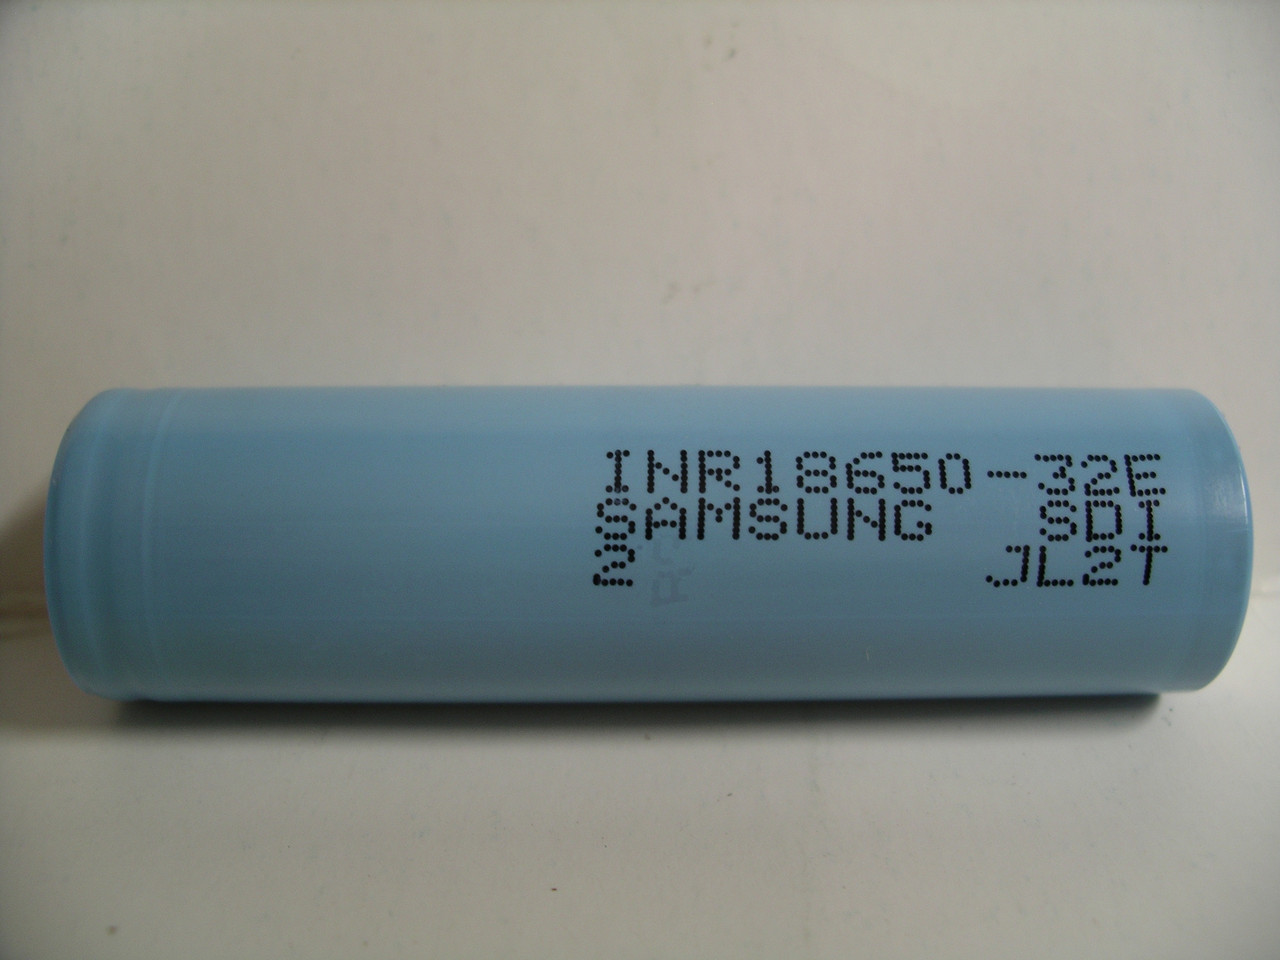 INR18650-32E
SAMSUNG SDI
2 JL2T